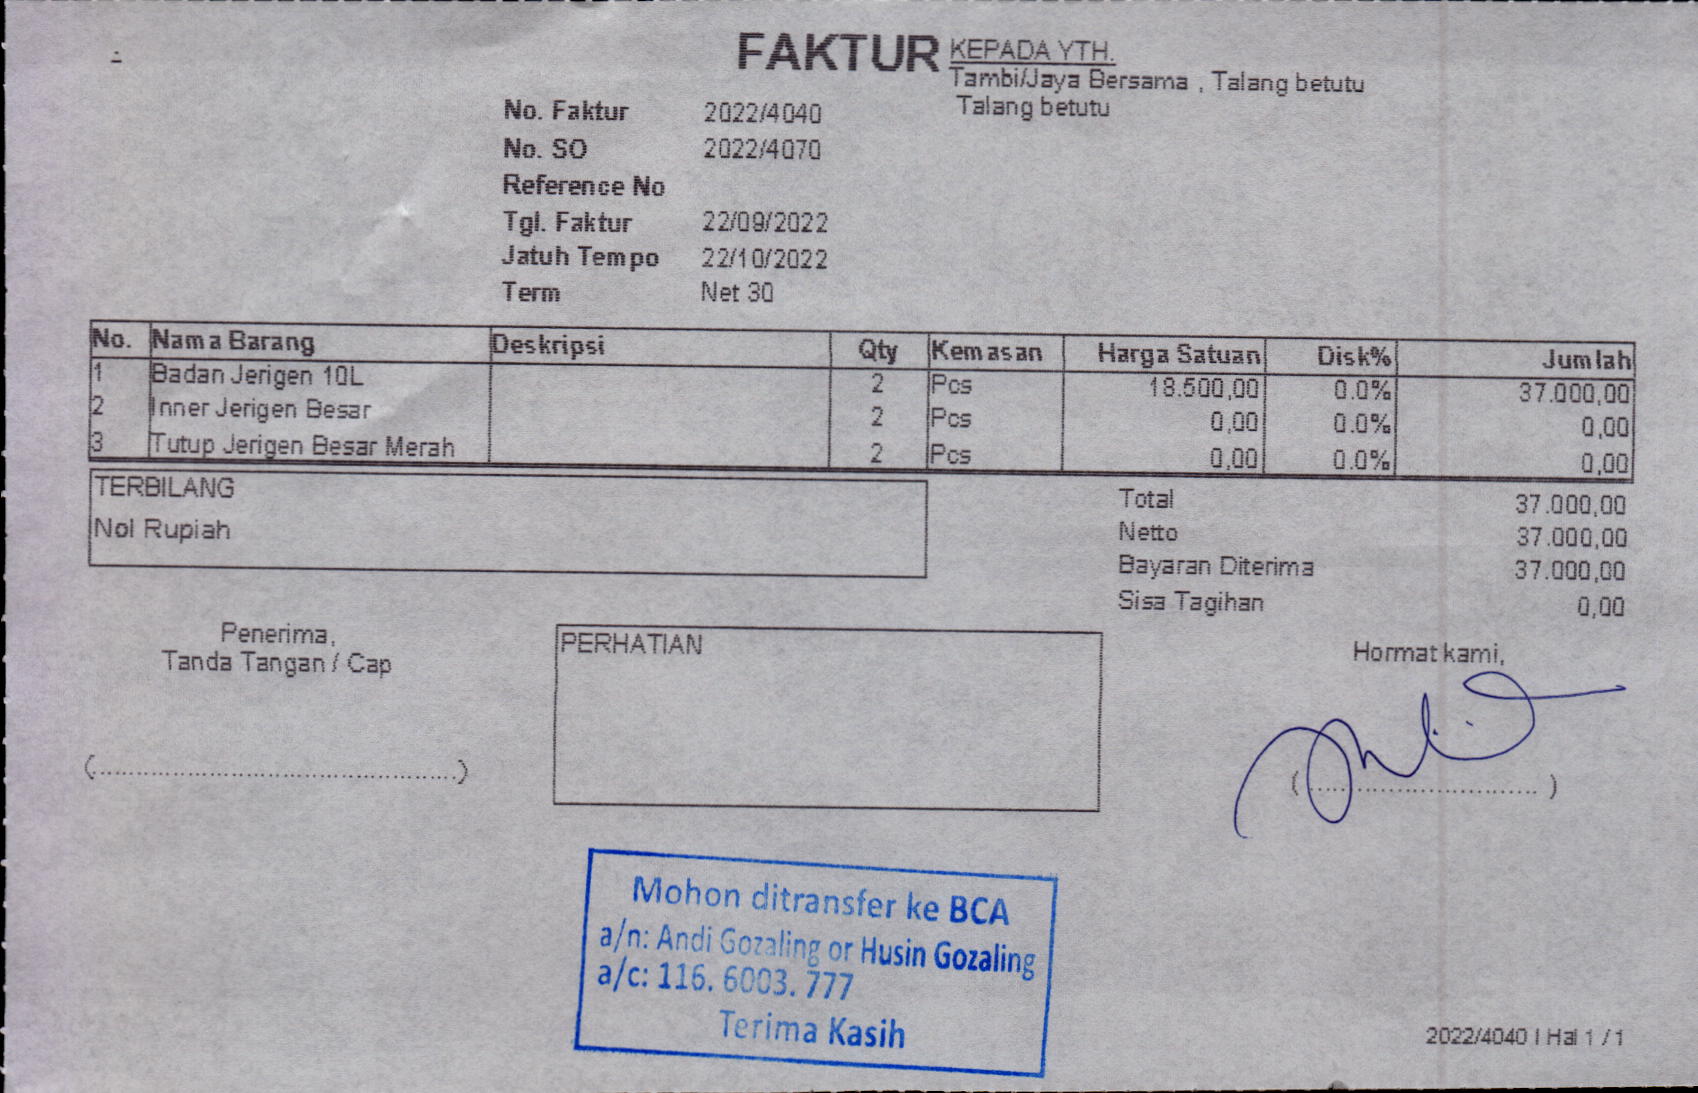 FAKTUR
KEPADA YTH.
Tambi/Jaya Bersama , Talang betutu
Talang betutu
No. Faktur 2022/4040
No. SO 2022/4070
Reference No
Tgl. Faktur 22/09/2022
Jatuh Tempo 22/10/2022
Term Net 30
No. Nama Barang Deskripsi Qty Kemasan Harga Satuan Disk% Jumlah
1 Badan Jerigen 10L 2 Pcs 18.500,00 0.0% 37.000,00
2 Inner Jerigen Besar 2 Pcs 0,00 0.0% 0,00
3 Tutup Jerigen Besar Merah 2 Pcs 0,00 0.0% 0,00
TERBILANG
Nol Rupiah
Total 37.000,00
Netto 37.000,00
Bayaran Diterima 37.000,00
Sisa Tagihan 0,00
Penerima,
Tanda Tangan / Cap
(................................................)
PERHATIAN
Hormat kami,
(................................)
Mohon ditransfer ke BCA
a/n: Andi Gozaling or Husin Gozaling
a/c: 116. 6003. 777
Terima Kasih
2022/4040 | Hal 1 / 1